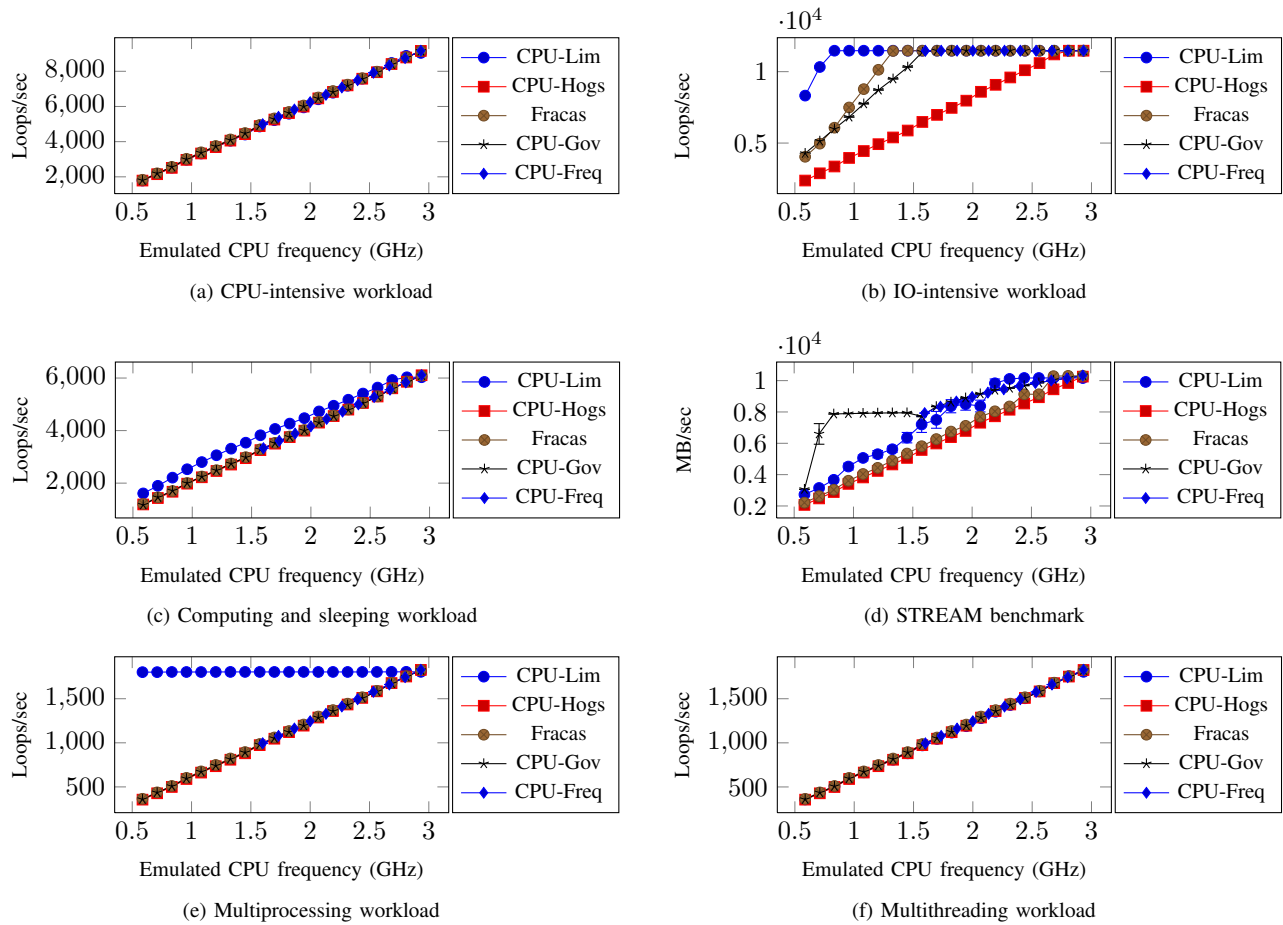 8,000
6,000
4,000
2,000
Loops/sec
0.5 1 1.5 2 2.5 3
Emulated CPU frequency (GHz)
CPU-Lim
CPU-Hogs
Fracas
CPU-Gov
CPU-Freq
(a) CPU-intensive workload
·10^4
1
0.5
Loops/sec
0.5 1 1.5 2 2.5 3
Emulated CPU frequency (GHz)
CPU-Lim
CPU-Hogs
Fracas
CPU-Gov
CPU-Freq
(b) IO-intensive workload
6,000
4,000
2,000
Loops/sec
0.5 1 1.5 2 2.5 3
Emulated CPU frequency (GHz)
CPU-Lim
CPU-Hogs
Fracas
CPU-Gov
CPU-Freq
(c) Computing and sleeping workload
·10^4
1
0.8
0.6
0.4
0.2
MB/sec
0.5 1 1.5 2 2.5 3
Emulated CPU frequency (GHz)
CPU-Lim
CPU-Hogs
Fracas
CPU-Gov
CPU-Freq
(d) STREAM benchmark
1,500
1,000
500
Loops/sec
0.5 1 1.5 2 2.5 3
Emulated CPU frequency (GHz)
CPU-Lim
CPU-Hogs
Fracas
CPU-Gov
CPU-Freq
(e) Multiprocessing workload
1,500
1,000
500
Loops/sec
0.5 1 1.5 2 2.5 3
Emulated CPU frequency (GHz)
CPU-Lim
CPU-Hogs
Fracas
CPU-Gov
CPU-Freq
(f) Multithreading workload